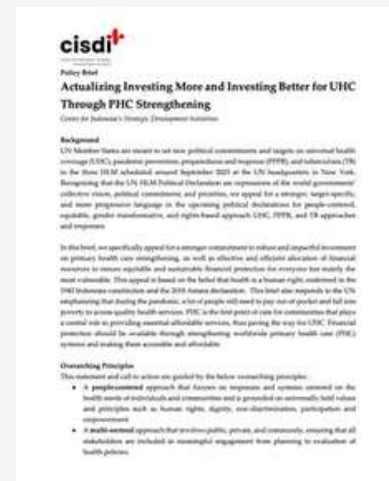 cisdi
Policy Brief
Actualizing Investing More and Investing Better for UHC
Through PHC Strengthening
Center for Indonesia's Strategic Development Initiatives
Background
UN Member States are meant to set new political commitments and targets on universal health
coverage (UHC), pandemic prevention, preparedness and response (PPPR), and tuberculosis (TB)
in the three HLM scheduled around September 2023 at the UN headquarters in New York.
Recognizing that the UN HLM Political Declaration are expressions of the world governments'
collective vision, political commitment, and priorities, we appeal for a stronger, target-specific,
and more progressive language in the upcoming political declarations for people-centered,
equitable, gender transformative, and rights-based approach UHC, PPPR, and TB approaches
and responses.
In this brief, we specifically appeal for a stronger commitment to robust and impactful investment
on primary health care strengthening, as well as effective and efficient allocation of financial
resources to ensure equitable and sustainable financial protection for everyone but mainly the
most vulnerable. This appeal is based on the belief that health is a human right, enshrined in the
1945 Indonesia constitution and the 2018 Astana declaration. This brief also responds to the UN
emphasizing that during the pandemic, a lot of people still need to pay out-of-pocket and fall into
poverty to access quality health services. PHC is the first point of care for communities that plays
a central role in providing essential affordable services, thus paving the way for UHC. Financial
protection should be available through strengthening worldwide primary health care (PHC)
systems and making them accessible and affordable.
Overarching Principles
This statement and call to action are guided by the below overarching principles:
• A people-centered approach that focuses on responses and systems centered on the
health needs of individuals and communities and is grounded on universally held values
and principles such as human rights, dignity, non-discrimination, participation and
empowerment
• A multi-sectoral approach that involves public, private, and community, ensuring that all
stakeholders are included in meaningful engagement from planning to evaluation of
health policies.